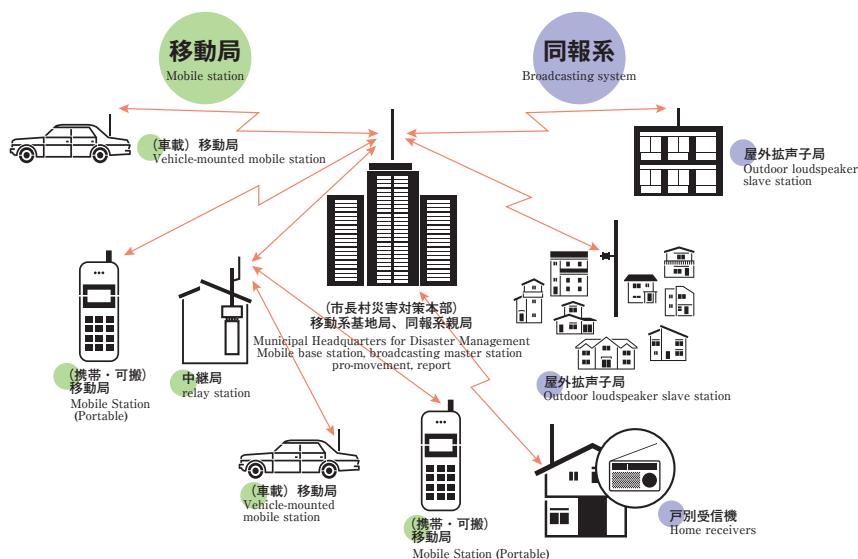 移動局
Mobile station
同報系
Broadcasting system
（車載）移動局
Vehicle-mounted mobile station
屋外拡声子局
Outdoor loudspeaker
slave station
（市長村災害対策本部）
移動系基地局、同報系親局
Municipal Headquarters for Disaster Management
Mobile base station, broadcasting master station
pro-movement, report
（携帯・可搬）
移動局
Mobile Station
(Portable)
中継局
relay station
屋外拡声子局
Outdoor loudspeaker slave station
（車載）移動局
Vehicle-mounted
mobile station
（携帯・可搬）
移動局
Mobile Station (Portable)
戸別受信機
Home receivers